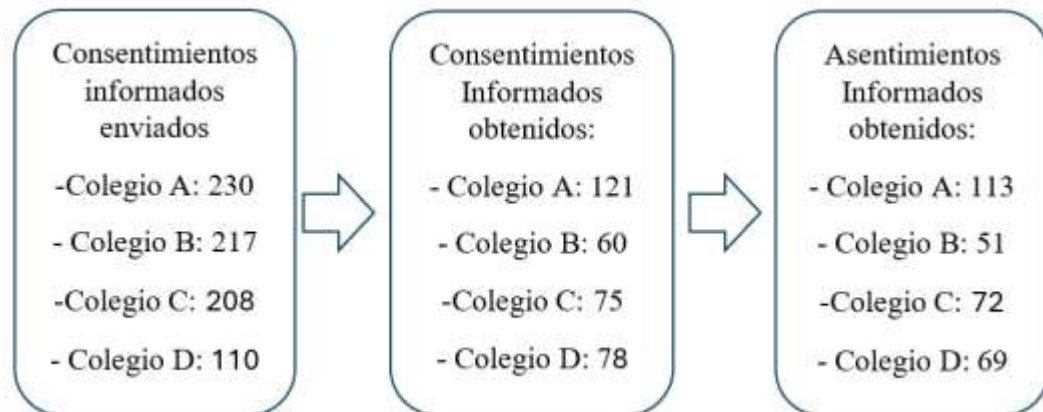 Consentimientos
informados
enviados
-Colegio A: 230
- Colegio B: 217
-Colegio C: 208
- Colegio D: 110
Consentimientos
Informados
obtenidos:
- Colegio A: 121
- Colegio B: 60
-Colegio C: 75
- Colegio D: 78
Asentimientos
Informados
obtenidos:
- Colegio A: 113
- Colegio B: 51
-Colegio C: 72
- Colegio D: 69